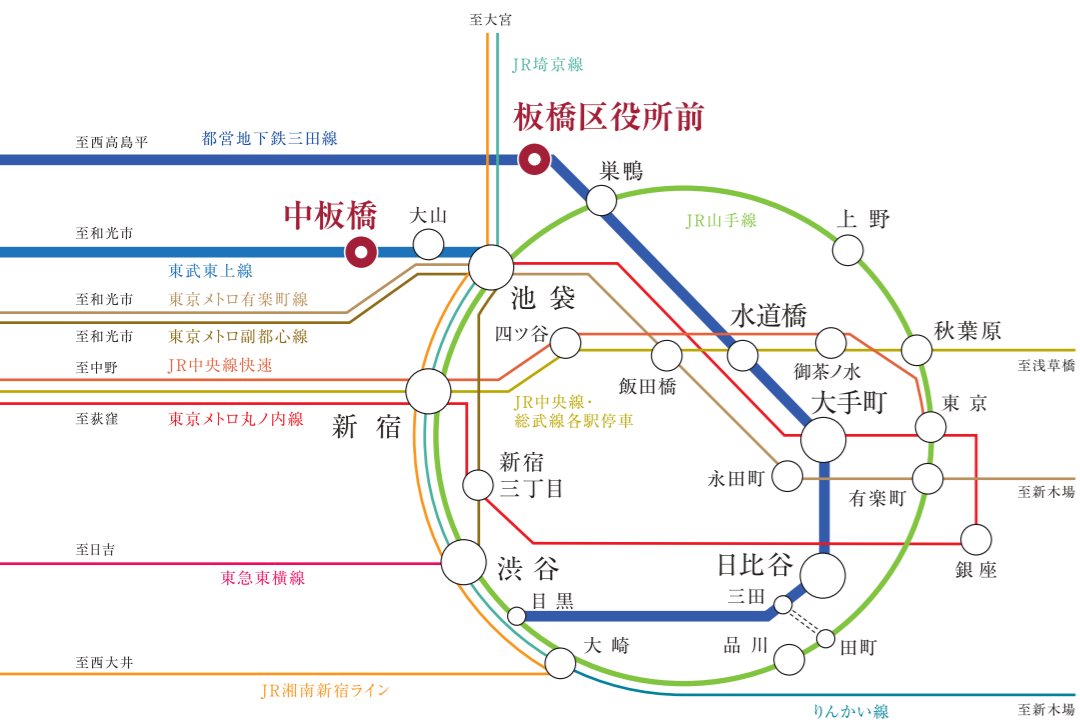 至大宮
JR埼京線
板橋区役所前
至西高島平
都営地下鉄三田線
巣鴨
中板橋
大山
JR山手線
上野
至和光市
東武東上線
池袋
至和光市
東京メトロ有楽町線
水道橋
四ツ谷
秋葉原
至和光市
東京メトロ副都心線
至中野
JR中央線快速
御茶ノ水
至浅草橋
飯田橋
JR中央線・
総武線各駅停車
大手町
東京
至荻窪
東京メトロ丸ノ内線
新宿
新宿
三丁目
永田町
有楽町
至新木場
至日吉
東急東横線
渋谷
日比谷
銀座
目黒
三田
大崎
品川
田町
至西大井
JR湘南新宿ライン
りんかい線
至新木場